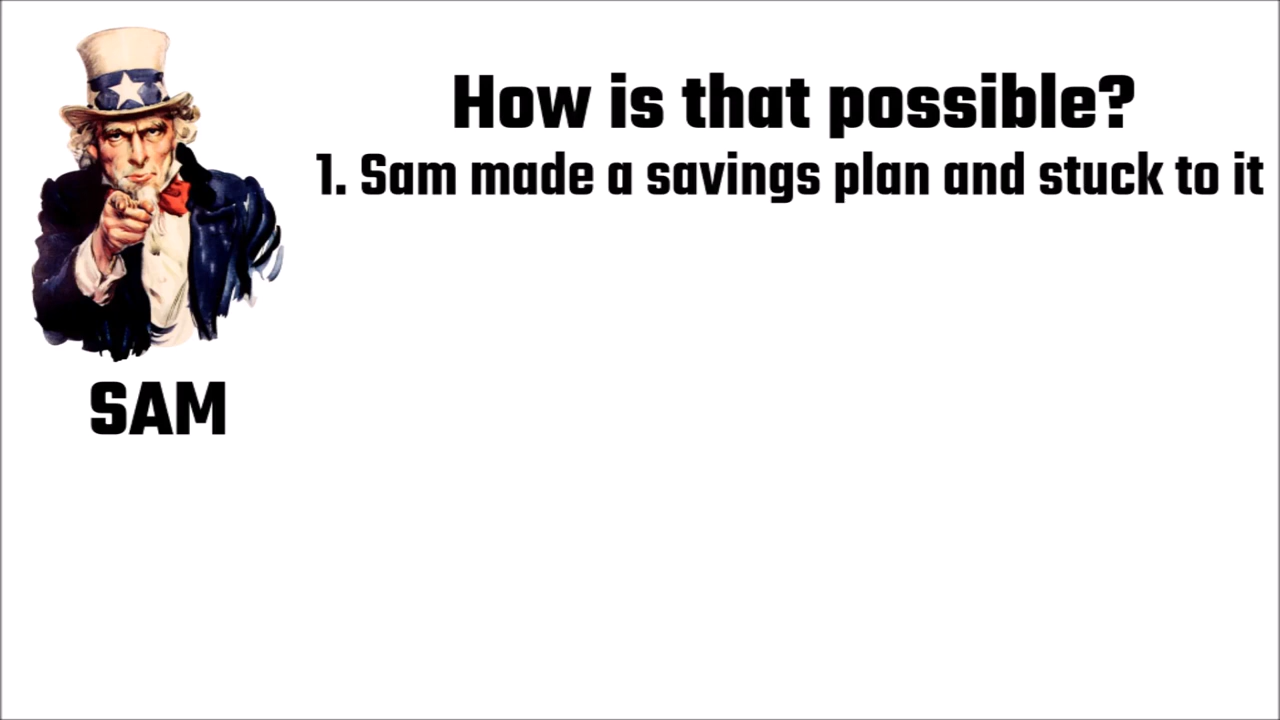 How is that possible?
1. Sam made a savings plan and stuck to it
SAM